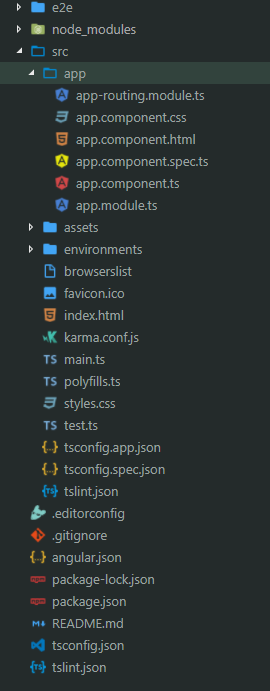 e2e
node_modules
src
app
app-routing.module.ts
app.component.css
app.component.html
app.component.spec.ts
app.component.ts
app.module.ts
assets
environments
browserslist
favicon.ico
index.html
karma.conf.js
TS main.ts
TS polyfills.ts
styles.css
TS test.ts
{..} tsconfig.app.json
{..} tsconfig.spec.json
{TS} tslint.json
.editorconfig
.gitignore
{..} angular.json
npm package-lock.json
npm package.json
README.md
tsconfig.json
{TS} tslint.json